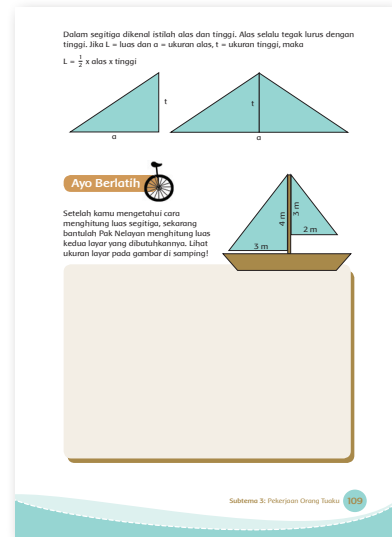 Dalam segitiga dikenal istilah alas dan tinggi. Alas selalu tegak lurus dengan
tinggi. Jika L = luas dan a = ukuran alas, t = ukuran tinggi, maka
L = 1/2 x alas x tinggi
t
a
t
a
Ayo Berlatih
Setelah kamu mengetahui cara
menghitung luas segitiga, sekarang
bantulah Pak Nelayan menghitung luas
kedua layar yang dibutuhkannya. Lihat
ukuran layar pada gambar di samping!
4 m
3 m
2 m
3 m
Subtema 3: Pekerjaan Orang Tuaku
109